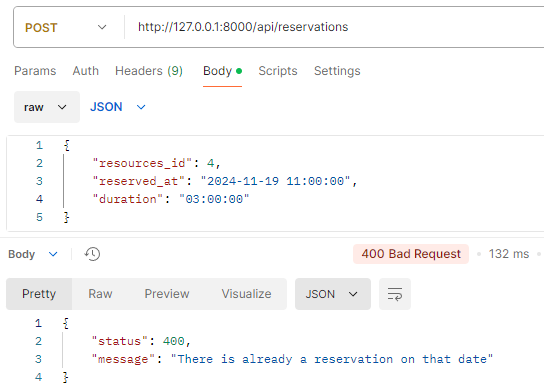 POST http://127.0.0.1:8000/api/reservations
Params Auth Headers (9) Body Scripts Settings
raw JSON
1 {
2 "resources_id": 4,
3 "reserved_at": "2024-11-19 11:00:00",
4 "duration": "03:00:00"
5 }
Body 400 Bad Request 132 ms
Pretty Raw Preview Visualize JSON
1 {
2 "status": 400,
3 "message": "There is already a reservation on that date"
4 }